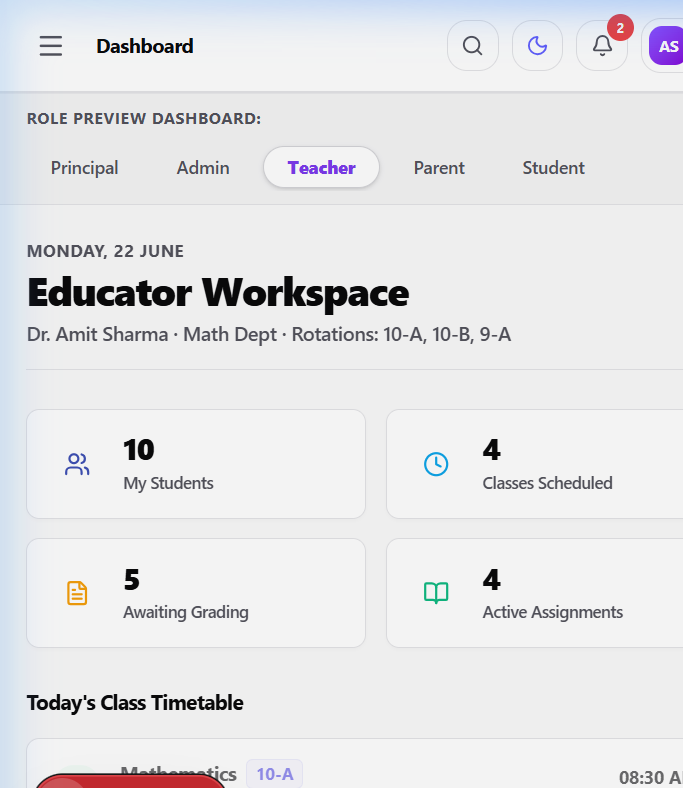 Dashboard
2
AS
ROLE PREVIEW DASHBOARD:
Principal
Admin
Teacher
Parent
Student
MONDAY, 22 JUNE
Educator Workspace
Dr. Amit Sharma · Math Dept · Rotations: 10-A, 10-B, 9-A
10
My Students
4
Classes Scheduled
5
Awaiting Grading
4
Active Assignments
Today's Class Timetable
Mathematics 10-A
08:30 A